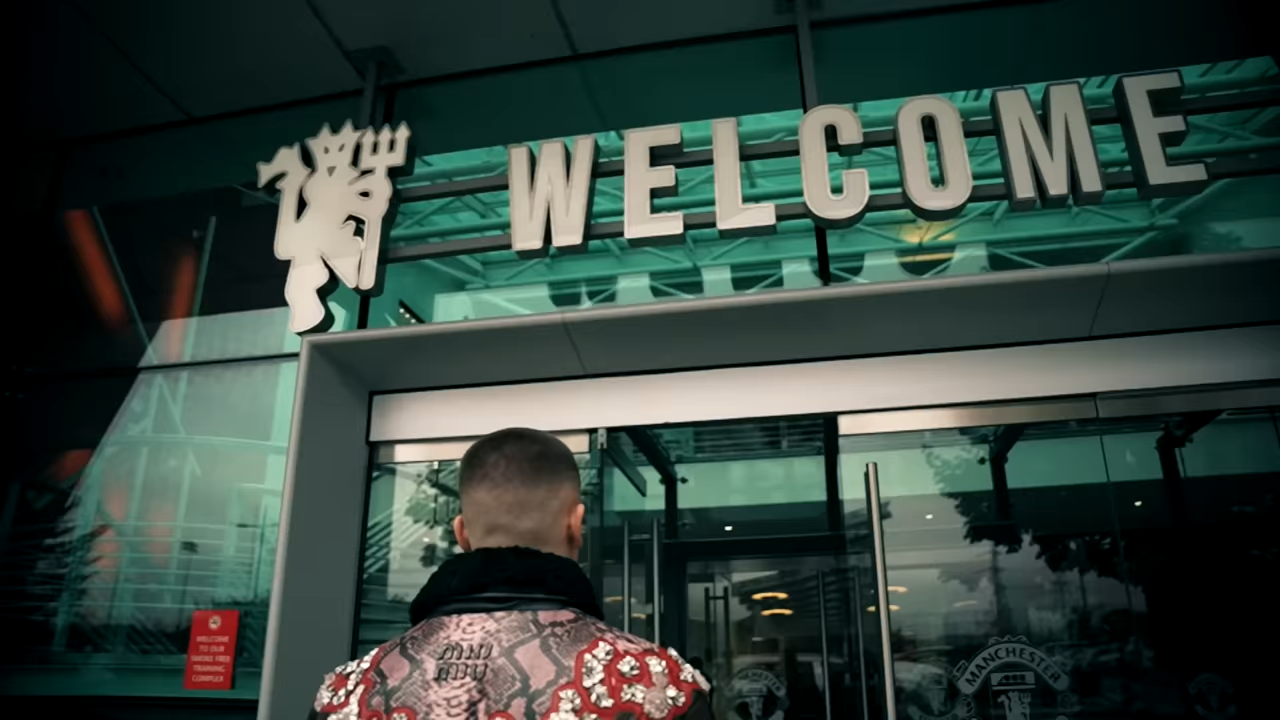 WELCOME
WELCOME
TO OUR
SMOKE FREE
TRAINING
COMPLEX
miu
miu
MANCHESTER